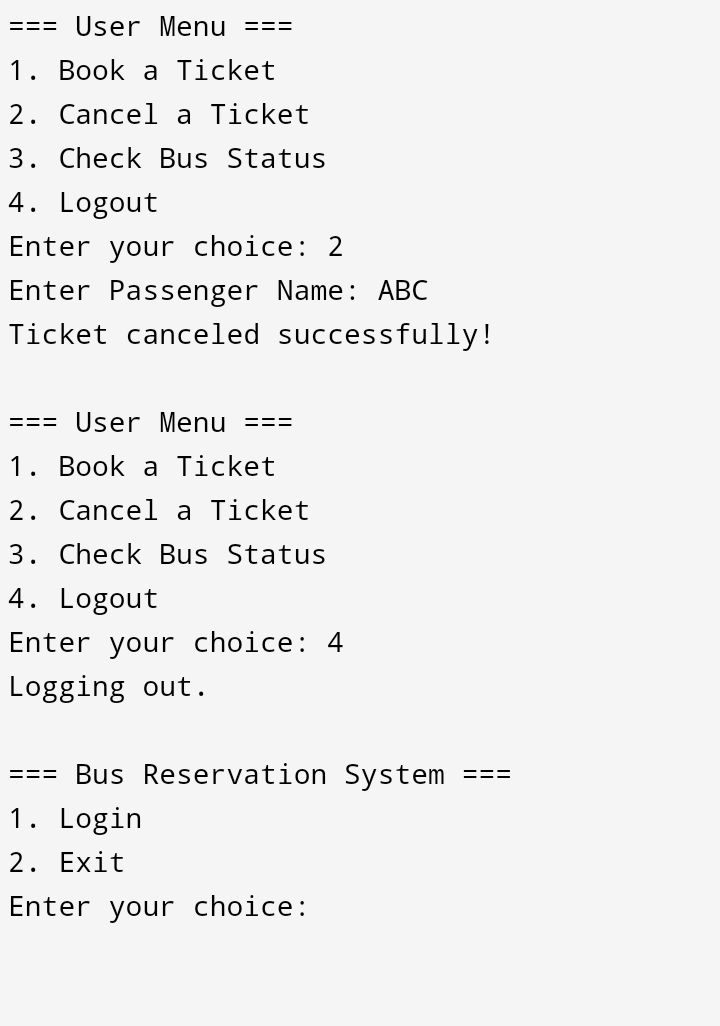 === User Menu ===
1. Book a Ticket
2. Cancel a Ticket
3. Check Bus Status
4. Logout
Enter your choice: 2
Enter Passenger Name: ABC
Ticket canceled successfully!
=== User Menu ===
1. Book a Ticket
2. Cancel a Ticket
3. Check Bus Status
4. Logout
Enter your choice: 4
Logging out.
=== Bus Reservation System ===
1. Login
2. Exit
Enter your choice: